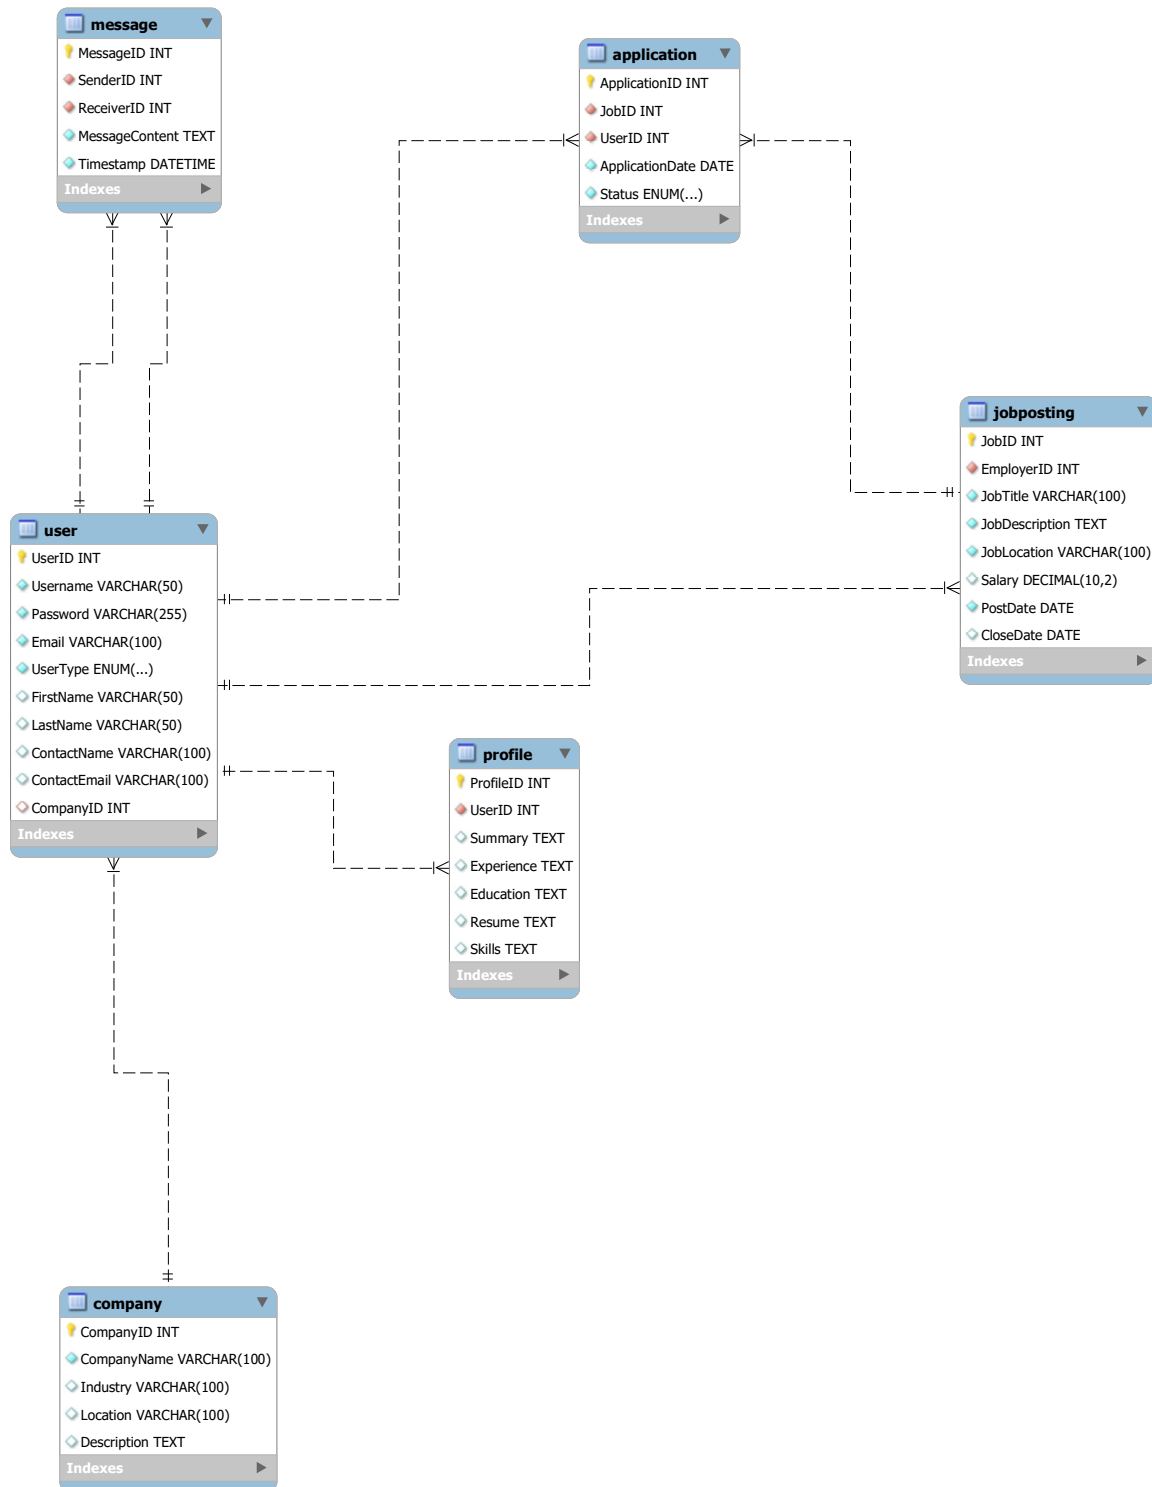 message
MessageID INT
SenderID INT
ReceiverID INT
MessageContent TEXT
Timestamp DATETIME
Indexes
application
ApplicationID INT
JobID INT
UserID INT
ApplicationDate DATE
Status ENUM(...)
Indexes
jobposting
JobID INT
EmployerID INT
JobTitle VARCHAR(100)
JobDescription TEXT
JobLocation VARCHAR(100)
Salary DECIMAL(10,2)
PostDate DATE
CloseDate DATE
Indexes
user
UserID INT
Username VARCHAR(50)
Password VARCHAR(255)
Email VARCHAR(100)
UserType ENUM(...)
FirstName VARCHAR(50)
LastName VARCHAR(50)
ContactName VARCHAR(100)
ContactEmail VARCHAR(100)
CompanyID INT
Indexes
profile
ProfileID INT
UserID INT
Summary TEXT
Experience TEXT
Education TEXT
Resume TEXT
Skills TEXT
Indexes
company
CompanyID INT
CompanyName VARCHAR(100)
Industry VARCHAR(100)
Location VARCHAR(100)
Description TEXT
Indexes